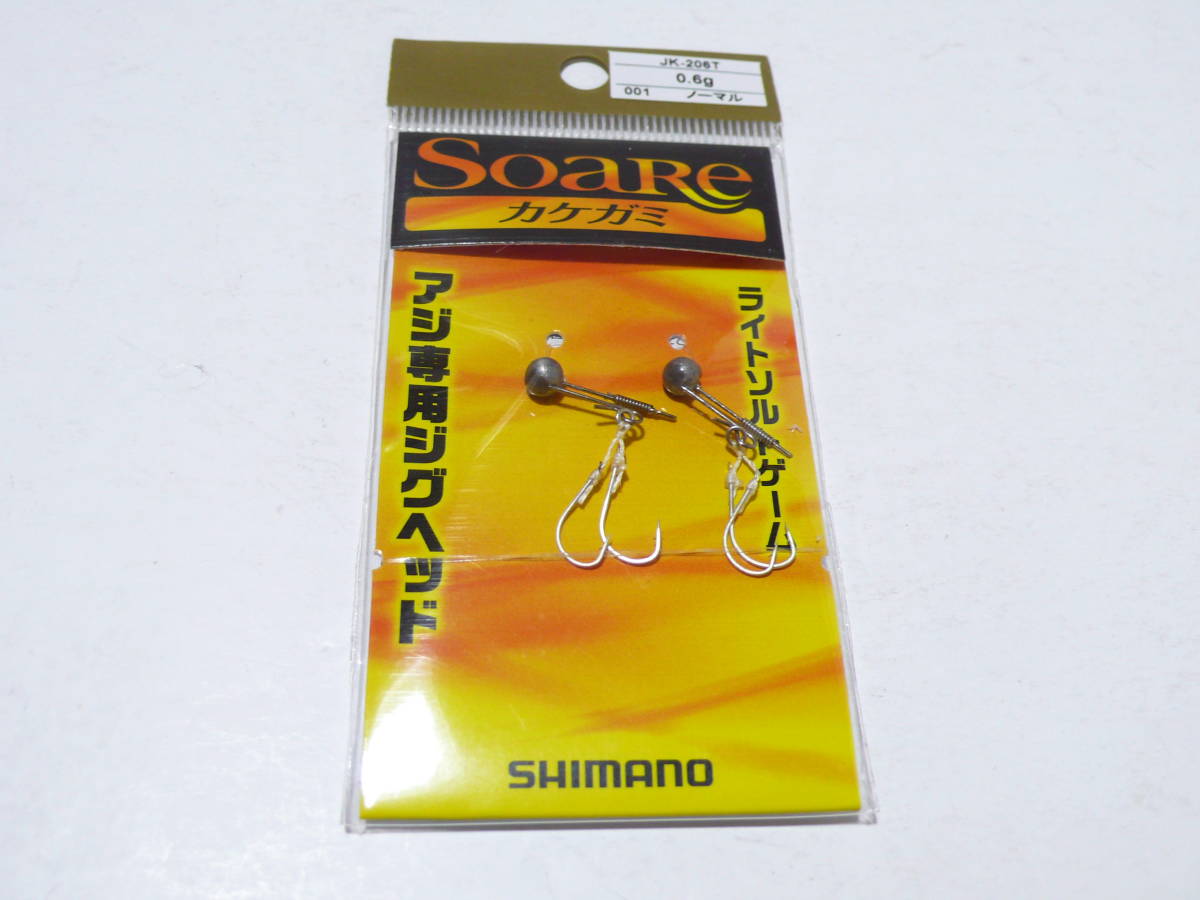 JK-206T
0.6g
001 ノーマル
SOARE
カケガミ
アジ専用ジグヘッド
ライトソルトゲーム
SHIMANO